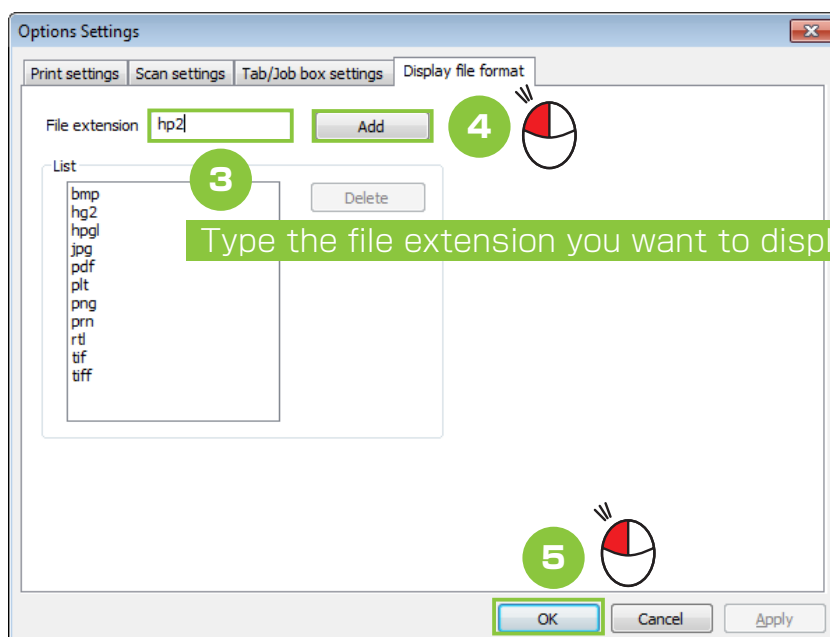 Options Settings
Print settings Scan settings Tab/Job box settings Display file format
File extension hp2 Add 4
3
List
Delete
bmp
hg2
hpgl
jpg
pdf
plt
png
prn
rtl
tif
tiff
Type the file extension you want to displ
5
OK Cancel Apply